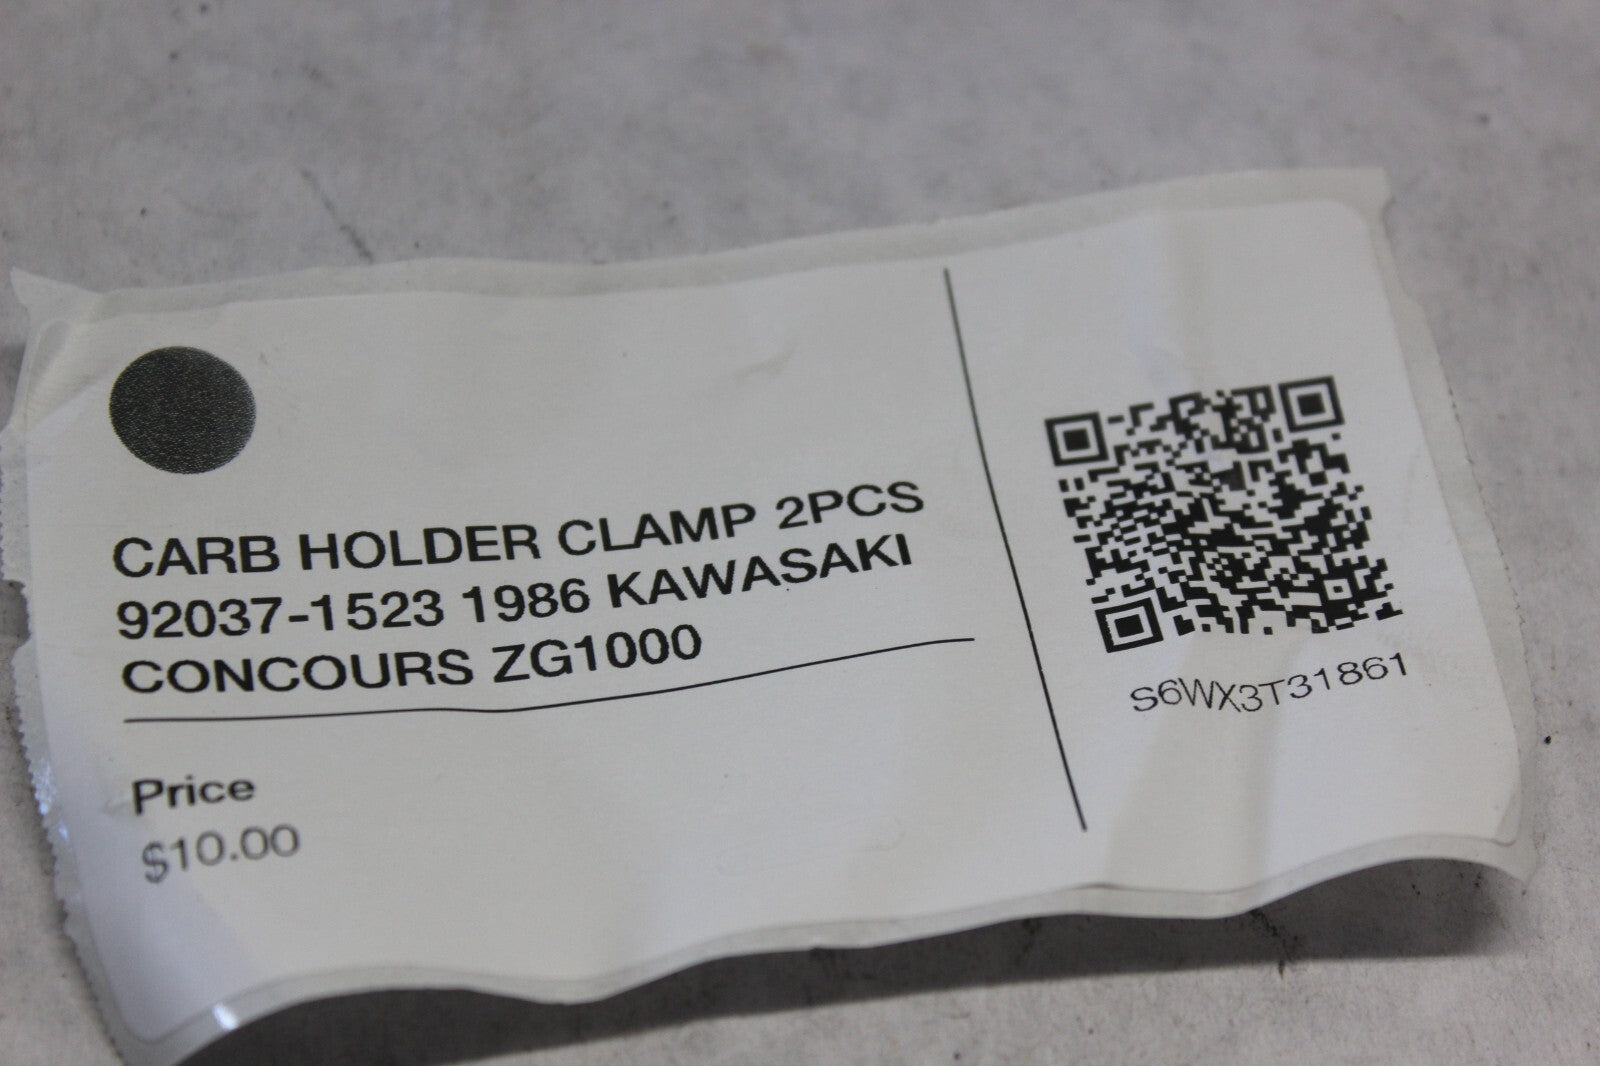 CARB HOLDER CLAMP 2PCS
92037-1523 1986 KAWASAKI
CONCOURS ZG1000
Price
$10.00
S6WX3T31861